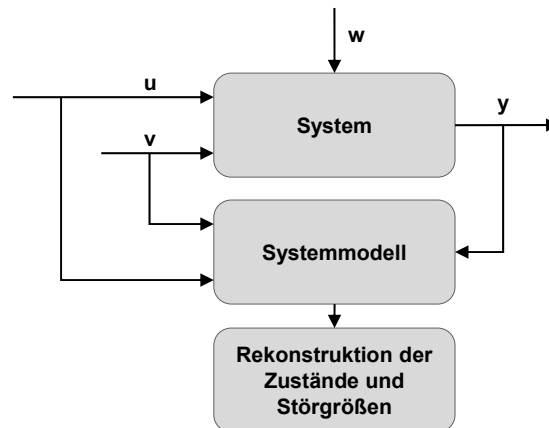 w
u
y
System
v
Systemmodell
Rekonstruktion der
Zustände und
Störgrößen